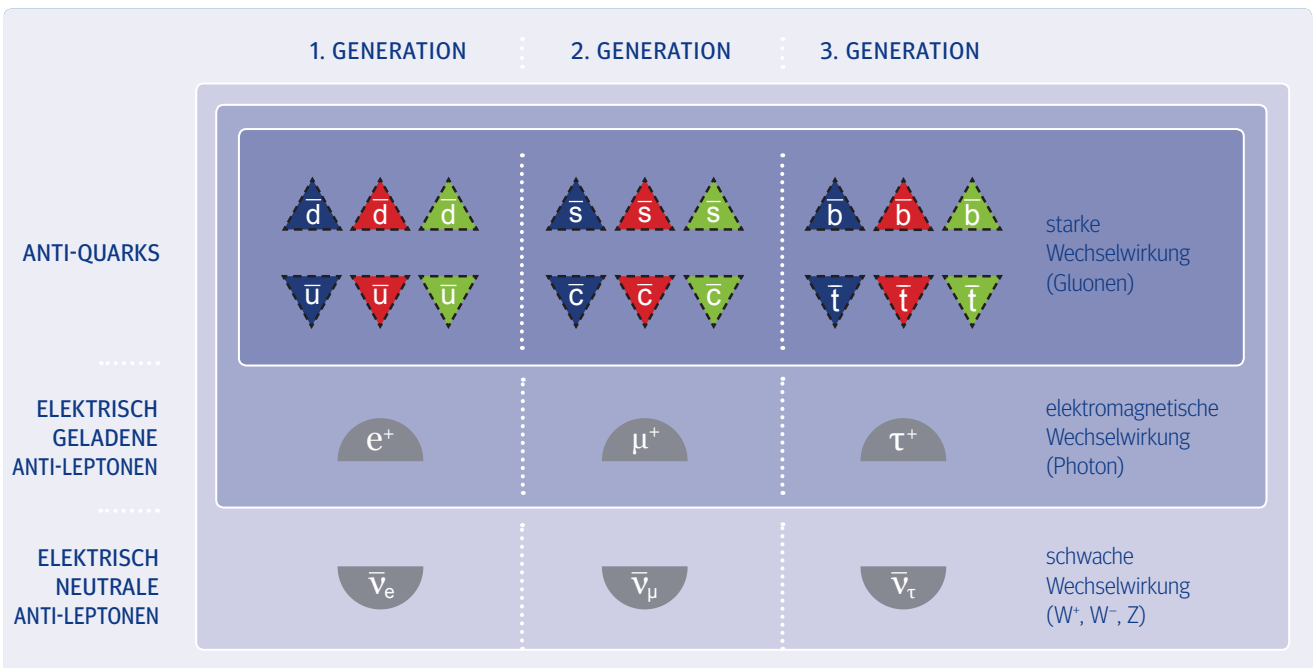 1. GENERATION 2. GENERATION 3. GENERATION
ANTI-QUARKS
d̅ d̅ d̅ s̅ s̅ s̅ b̅ b̅ b̅
u̅ u̅ u̅ c̅ c̅ c̅ t̅ t̅ t̅
starke
Wechselwirkung
(Gluonen)
ELEKTRISCH
GELADENE
ANTI-LEPTONEN
e⁺ μ⁺ τ⁺
elektromagnetische
Wechselwirkung
(Photon)
ELEKTRISCH
NEUTRALE
ANTI-LEPTONEN
ν̅e ν̅μ ν̅τ
schwache
Wechselwirkung
(W⁺, W⁻, Z)